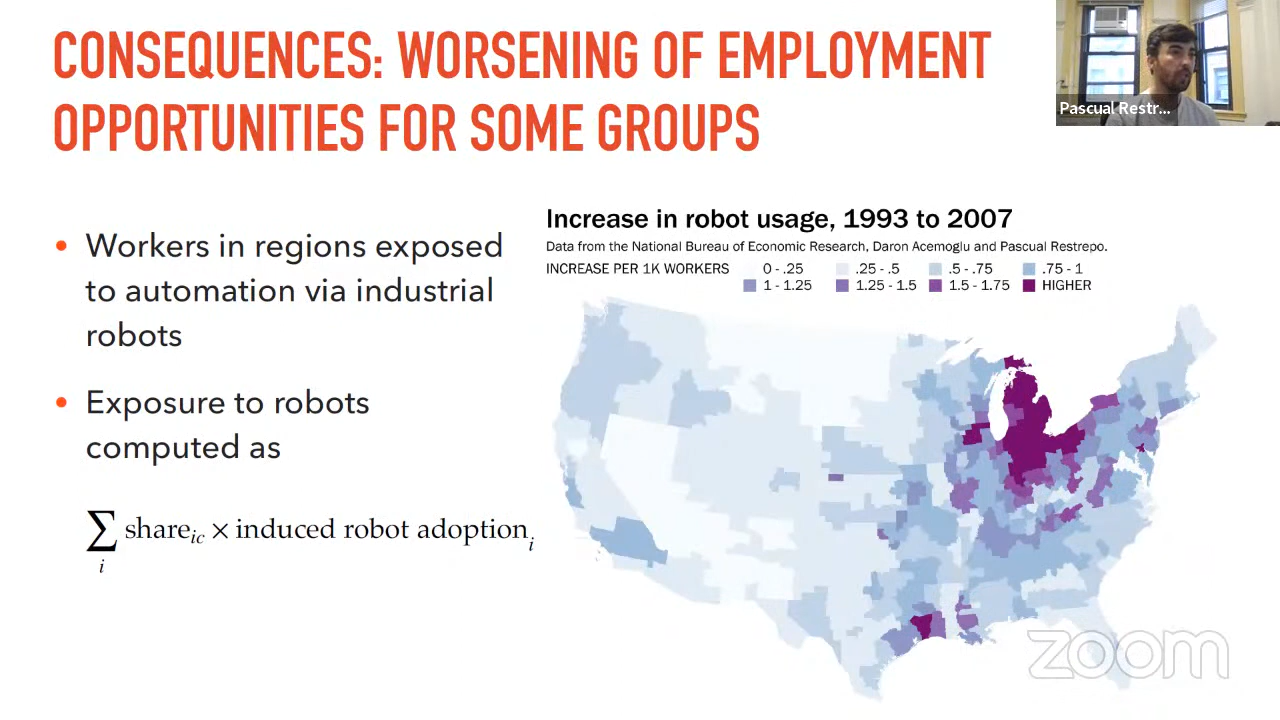 CONSEQUENCES: WORSENING OF EMPLOYMENT
OPPORTUNITIES FOR SOME GROUPS
Pascual Restr...
• Workers in regions exposed
to automation via industrial
robots
• Exposure to robots
computed as
∑ᵢ shareᵢc × induced robot adoptionᵢ
Increase in robot usage, 1993 to 2007
Data from the National Bureau of Economic Research, Daron Acemoglu and Pascual Restrepo.
INCREASE PER 1K WORKERS 0 - .25 .25 - .5 .5 - .75 .75 - 1
1 - 1.25 1.25 - 1.5 1.5 - 1.75 HIGHER
zoom